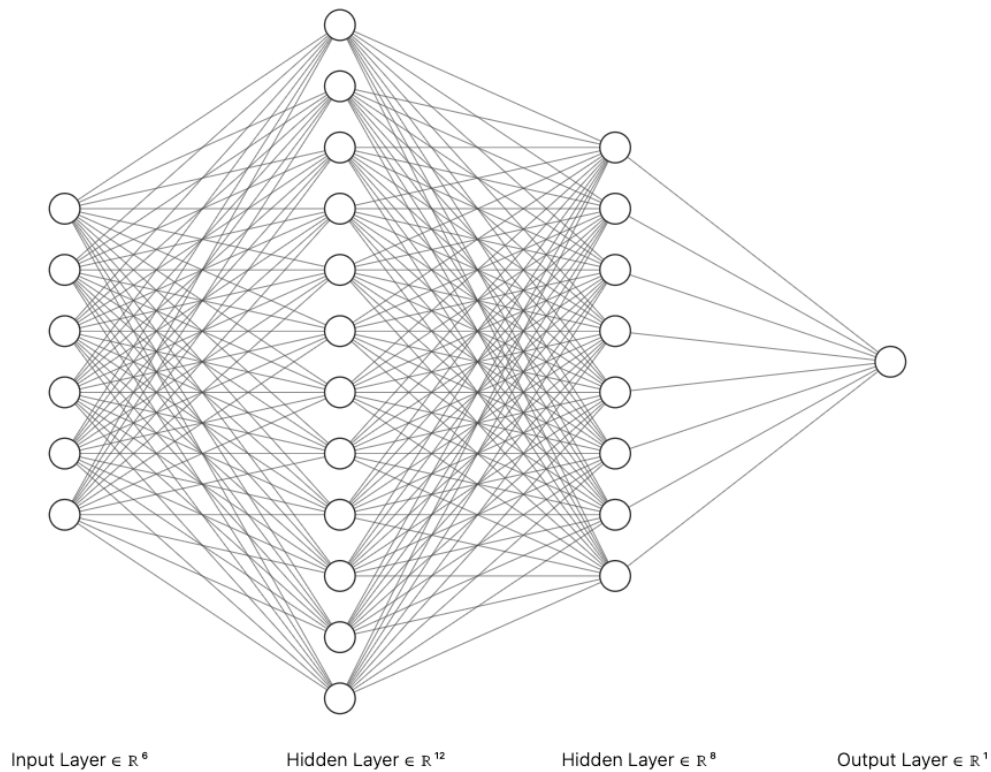 Input Layer ∈ ℝ⁶
Hidden Layer ∈ ℝ¹²
Hidden Layer ∈ ℝ⁸
Output Layer ∈ ℝ¹